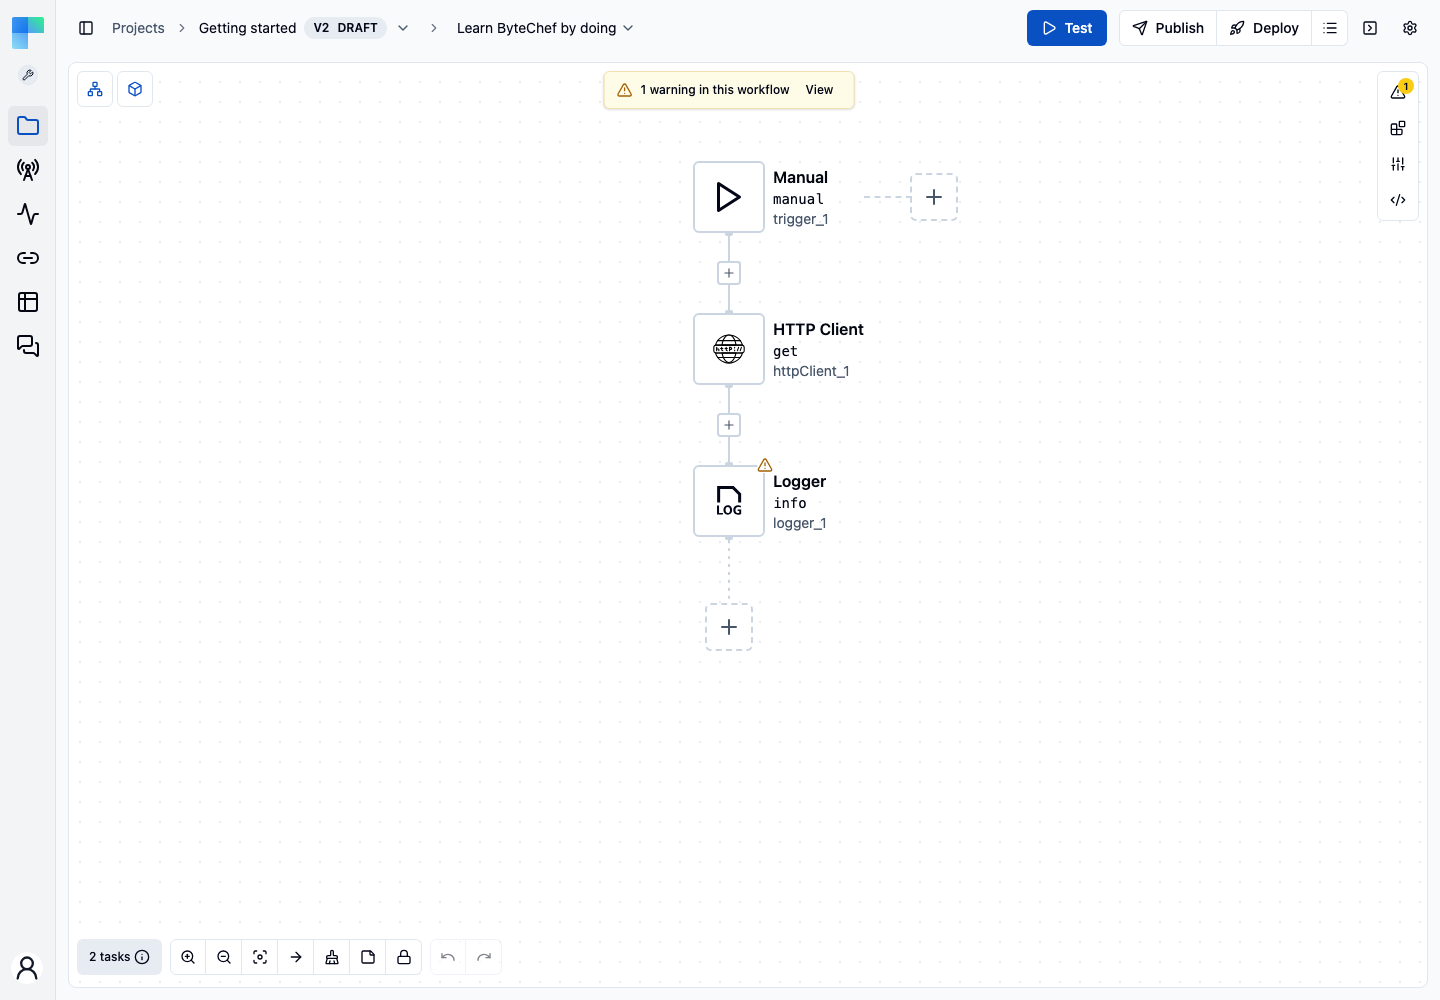 Projects
Getting started
V2 DRAFT
Learn ByteChef by doing
Test
Publish
Deploy
1 warning in this workflow
View
1
Manual
manual
trigger_1
http://
HTTP Client
get
httpClient_1
LOG
Logger
info
logger_1
2 tasks